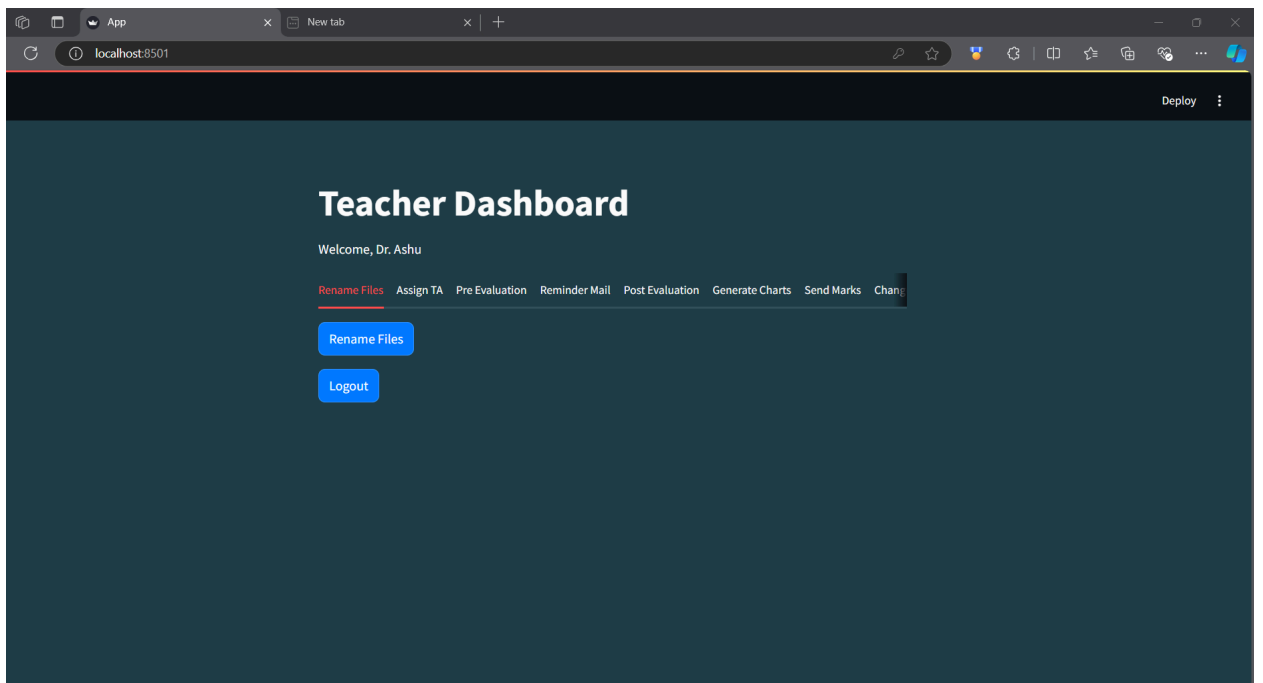 App
New tab
localhost:8501
Deploy
Teacher Dashboard
Welcome, Dr. Ashu
Rename Files Assign TA Pre Evaluation Reminder Mail Post Evaluation Generate Charts Send Marks Chang
Rename Files
Logout